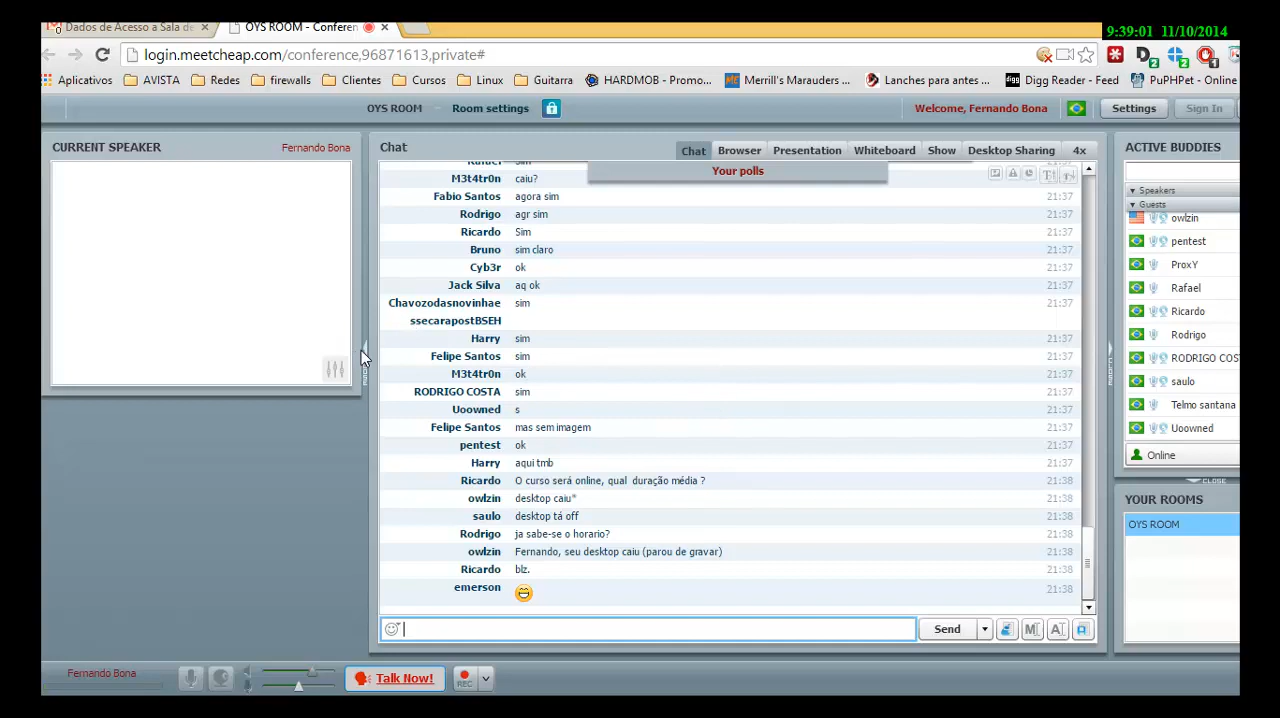 Dados de Acesso a Sala de
OYS ROOM - Conferen
9:39:01 11/10/2014
login.meetcheap.com/conference,96871613,private#
Aplicativos AVISTA Redes firewalls Clientes Cursos Linux Guitarra HARDMOB - Promo... Merrill's Marauders ... Lanches para antes ... Digg Reader - Feed PuPHPet - Online
OYS ROOM Room settings Welcome, Fernando Bona Settings Sign In
CURRENT SPEAKER Fernando Bona
Chat
Chat Browser Presentation Whiteboard Show Desktop Sharing 4x
Your polls
M3t4tr0n caiu?
Fabio Santos agora sim 21:37
Rodrigo agr sim 21:37
Ricardo Sim 21:37
Bruno sim claro 21:37
Cyb3r ok 21:37
Jack Silva aq ok 21:37
Chavozodasnovinhae sim 21:37
ssecarapostBSEH
Harry sim 21:37
Felipe Santos sim 21:37
M3t4tr0n ok 21:37
RODRIGO COSTA sim 21:37
Uoowned s 21:37
Felipe Santos mas sem imagem 21:37
pentest ok 21:37
Harry aqui tmb 21:37
Ricardo O curso será online, qual duração média ? 21:38
owlzin desktop caiu* 21:38
saulo desktop tá off 21:38
Rodrigo ja sabe-se o horario? 21:38
owlzin Fernando, seu desktop caiu (parou de gravar) 21:38
Ricardo blz. 21:38
emerson 21:38
Send
ACTIVE BUDDIES
Speakers
Guests
owlzin
pentest
ProxY
Rafael
Ricardo
Rodrigo
RODRIGO COS
saulo
Telmo santana
Uoowned
Online
CLOSE
YOUR ROOMS
OYS ROOM
Fernando Bona
Talk Now!
REC